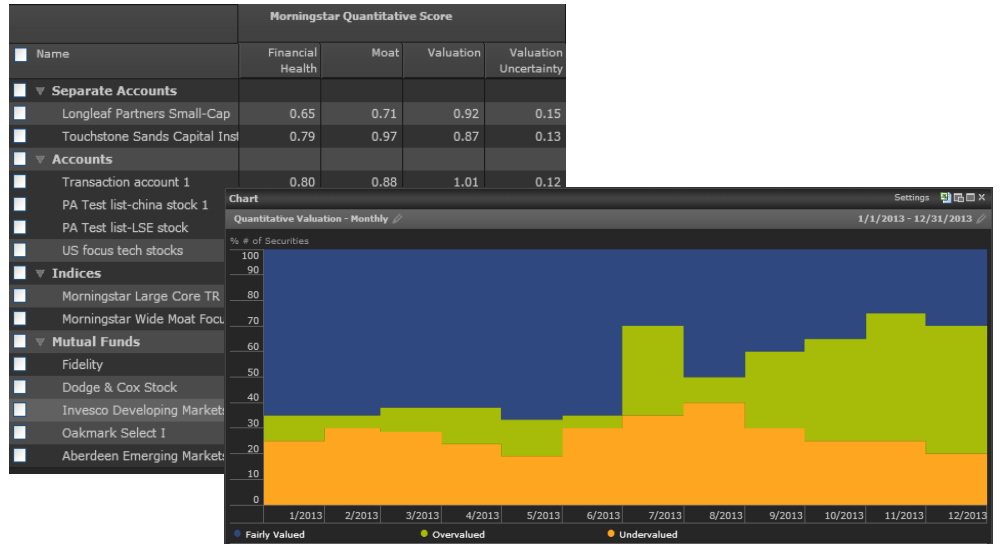 Morningstar Quantitative Score
Name
Financial Health
Moat
Valuation
Valuation Uncertainty
Separate Accounts
Longleaf Partners Small-Cap 0.65 0.71 0.92 0.15
Touchstone Sands Capital Inst 0.79 0.97 0.87 0.13
Accounts
Transaction account 1 0.80 0.88 1.01 0.12
PA Test list-china stock 1
PA Test list-LSE stock
US focus tech stocks
Indices
Morningstar Large Core TR
Morningstar Wide Moat Focu
Mutual Funds
Fidelity
Dodge & Cox Stock
Invesco Developing Markets
Oakmark Select I
Aberdeen Emerging Markets
Chart Settings
Quantitative Valuation - Monthly 1/1/2013 - 12/31/2013
% # of Securities
100
90
80
70
60
50
40
30
20
10
0
1/2013 2/2013 3/2013 4/2013 5/2013 6/2013 7/2013 8/2013 9/2013 10/2013 11/2013 12/2013
Fairly Valued Overvalued Undervalued